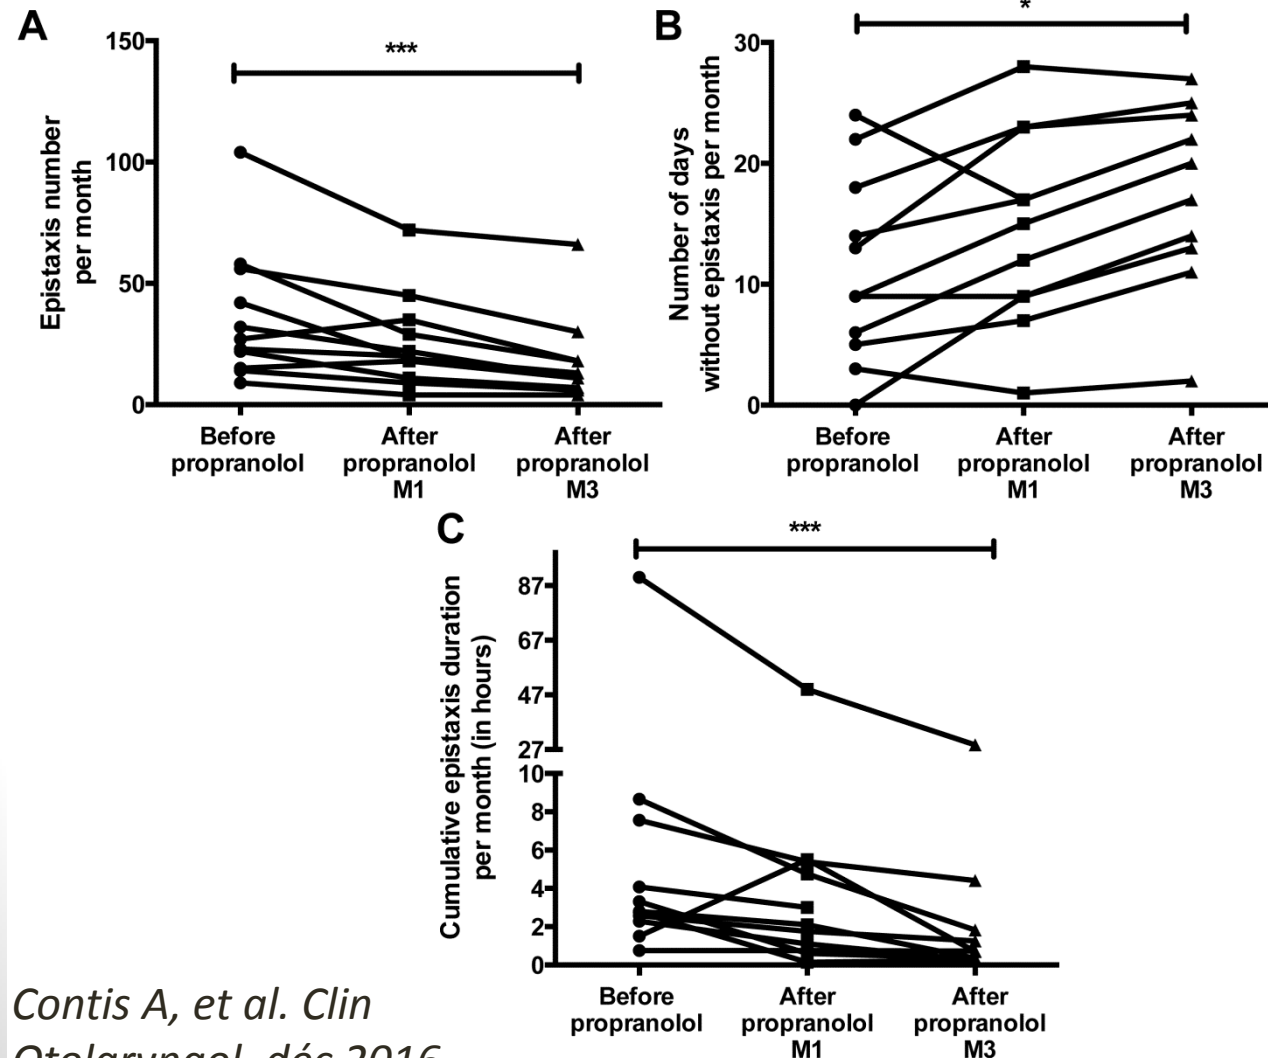 A
***
150
100
50
0
Epistaxis number
per month
Before
propranolol
After
propranolol
M1
After
propranolol
M3
B
*
30
20
10
0
Number of days
without epistaxis per month
Before
propranolol
After
propranolol
M1
After
propranolol
M3
C
***
87
67
47
27
10
8
6
4
2
0
Cumulative epistaxis duration
per month (in hours)
Before
propranolol
After
propranolol
M1
After
propranolol
M3
Contis A, et al. Clin
Otolaryngol. déc 2016